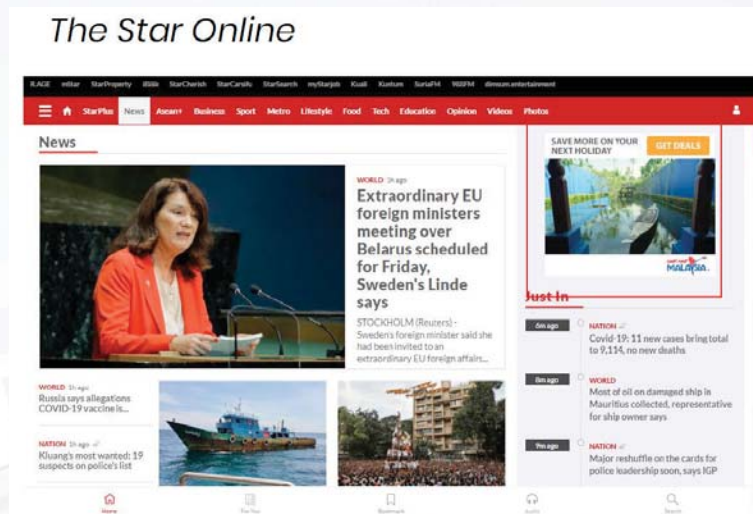 The Star Online
R.AGE mStar StarProperty StarCherish StarCarsifu StarSearch myStarjob Kuali Kuntum SuriaFM 988FM dimsum.entertainment
StarPlus News Asean+ Business Sport Metro Lifestyle Food Tech Education Opinion Videos Photos
News
WORLD 1h ago
Extraordinary EU
foreign ministers
meeting over
Belarus scheduled
for Friday,
Sweden's Linde
says
STOCKHOLM (Reuters) -
Sweden's foreign minister said she
had been invited to an
extraordinary EU foreign affairs...
WORLD 1h ago
Russia says allegations
COVID-19 vaccine is...
NATION 1h ago
Kluang's most wanted: 19
suspects on police's list
SAVE MORE ON YOUR
NEXT HOLIDAY
GET DEALS
MALAYSIA
Just In
6m ago
NATION
Covid-19: 11 new cases bring total
to 9,114, no new deaths
8m ago
WORLD
Most of oil on damaged ship in
Mauritius collected, representative
for ship owner says
9m ago
NATION
Major reshuffle on the cards for
police leadership soon, says IGP
Home
For You
Bookmark
Audio
Search